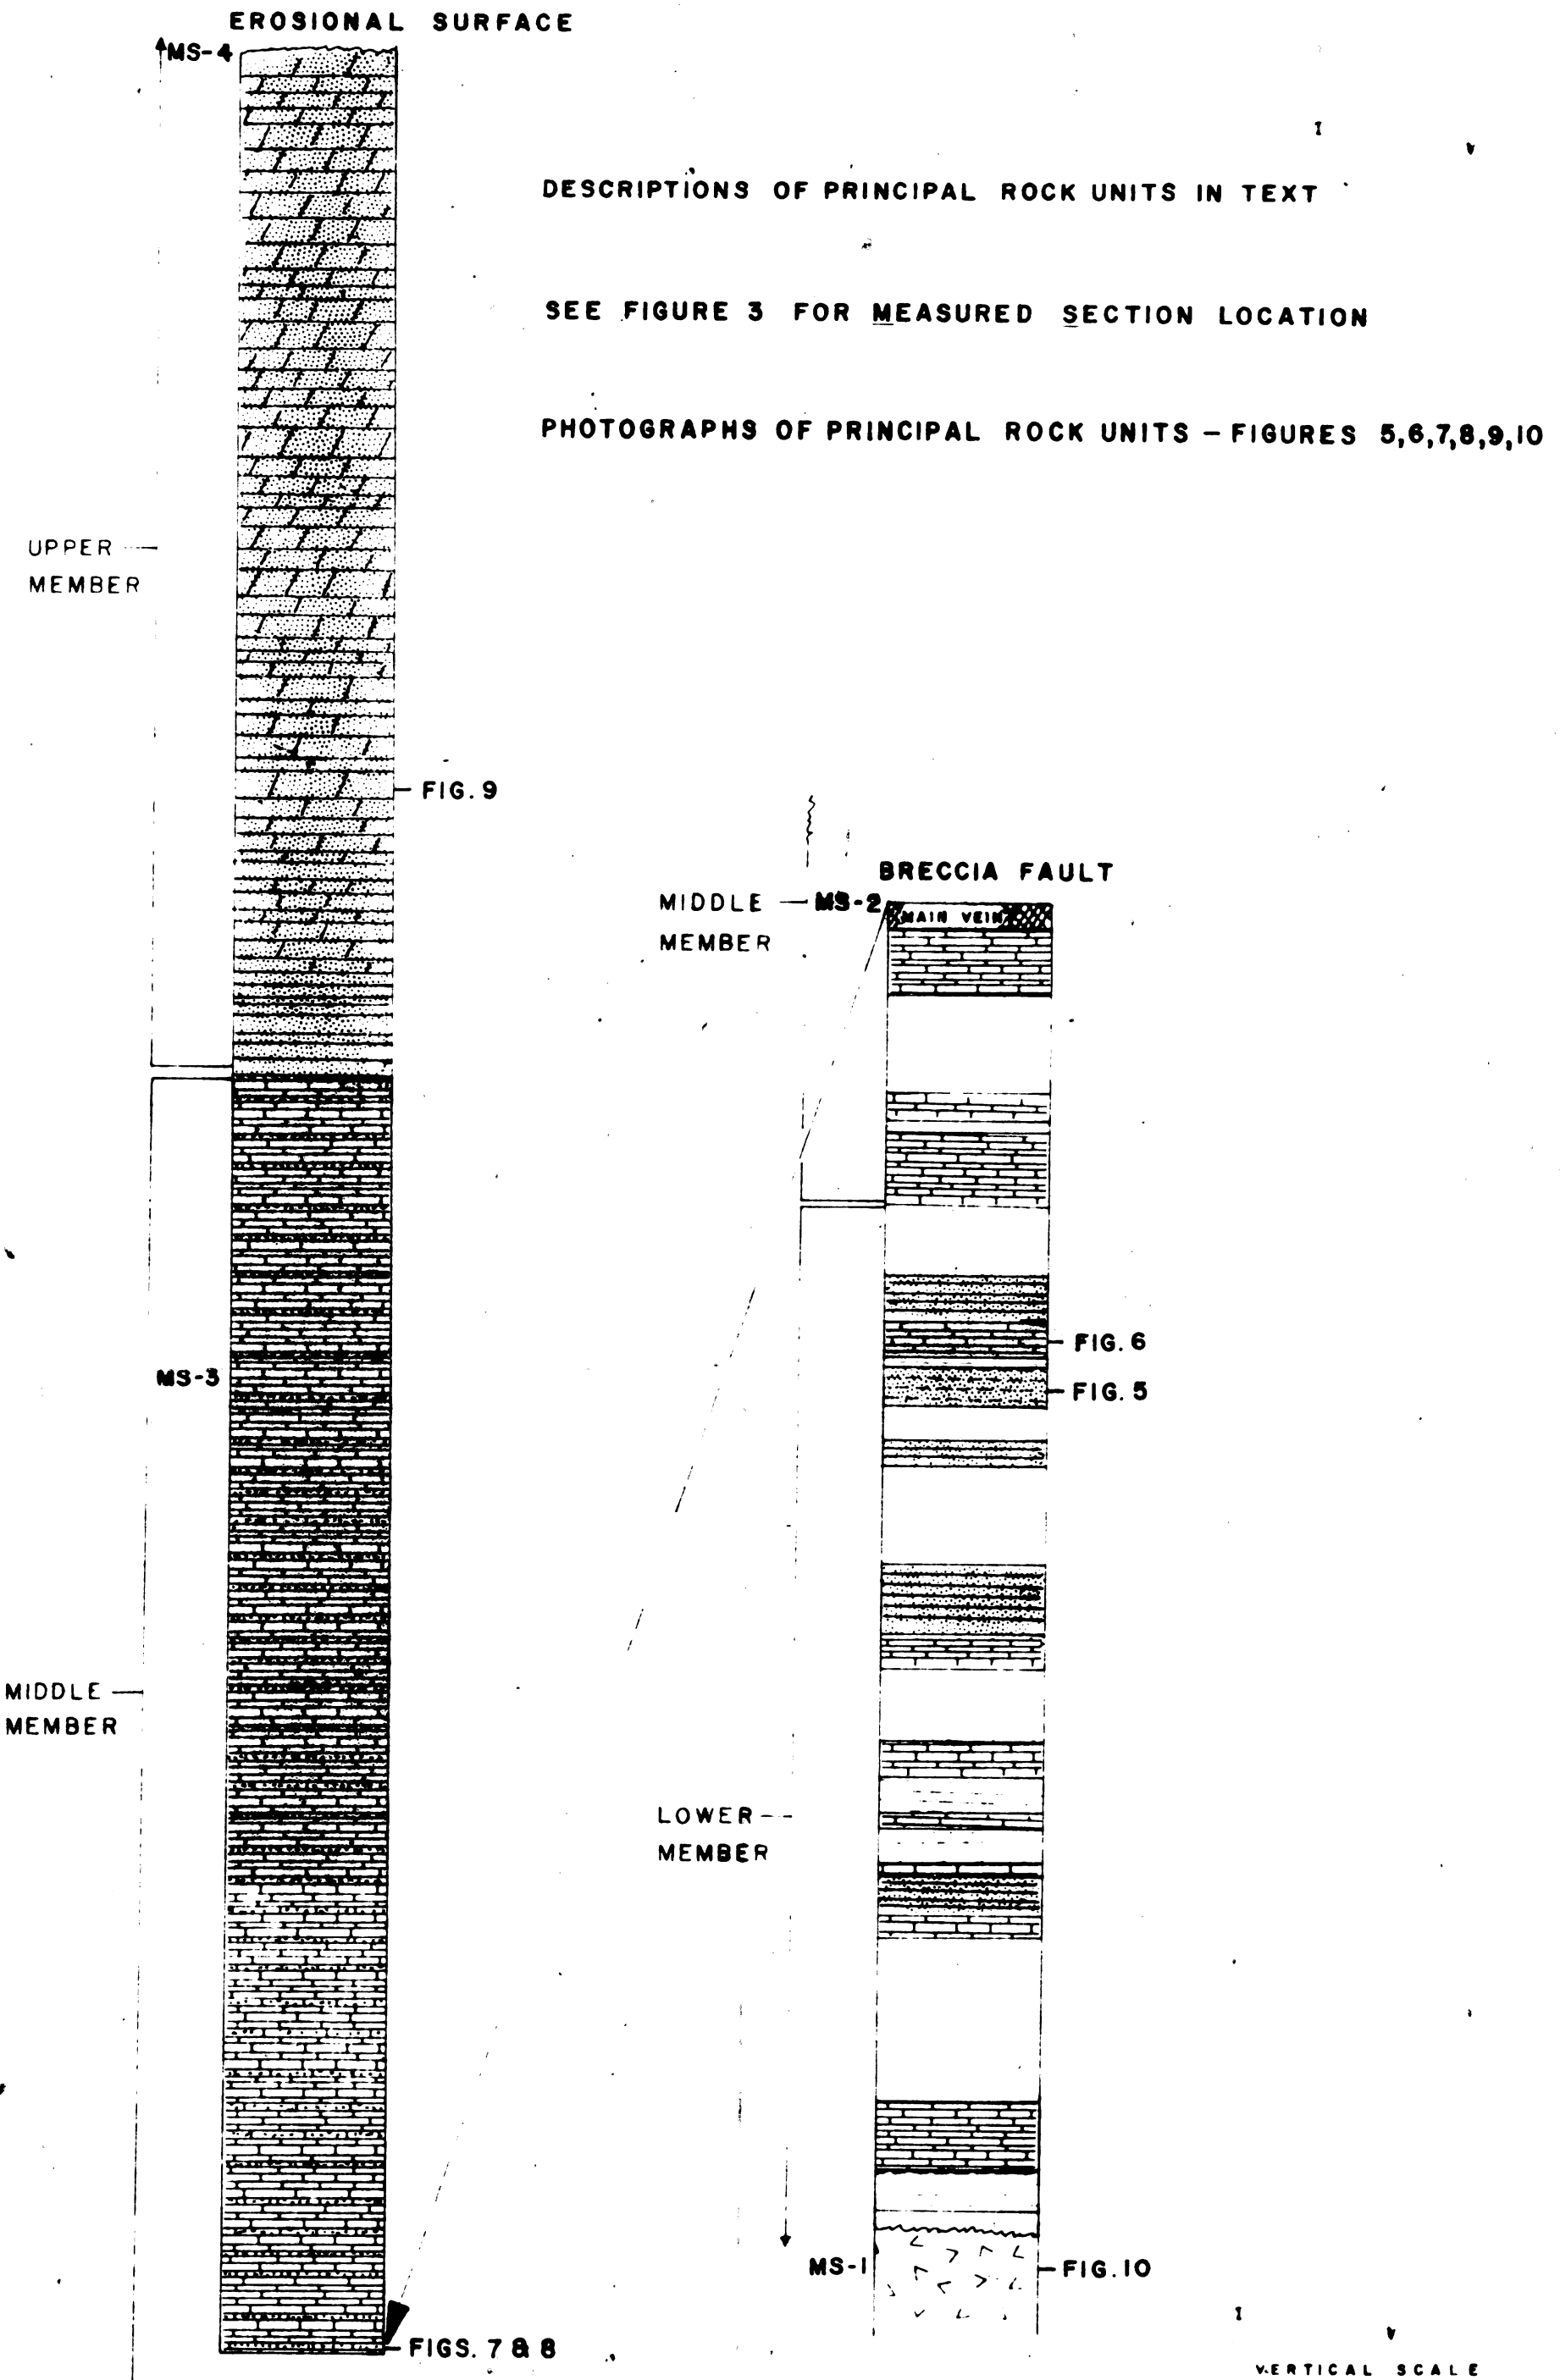 EROSIONAL SURFACE
MS-4
DESCRIPTIONS OF PRINCIPAL ROCK UNITS IN TEXT
SEE FIGURE 3 FOR MEASURED SECTION LOCATION
PHOTOGRAPHS OF PRINCIPAL ROCK UNITS – FIGURES 5,6,7,8,9,10
UPPER
MEMBER
FIG. 9
BRECCIA FAULT
MIDDLE
MEMBER
MS-2
MAIN VEIN
FIG. 6
FIG. 5
MS-3
MIDDLE
MEMBER
LOWER
MEMBER
MS-1
FIG. 10
FIGS. 7 & 8
VERTICAL SCALE